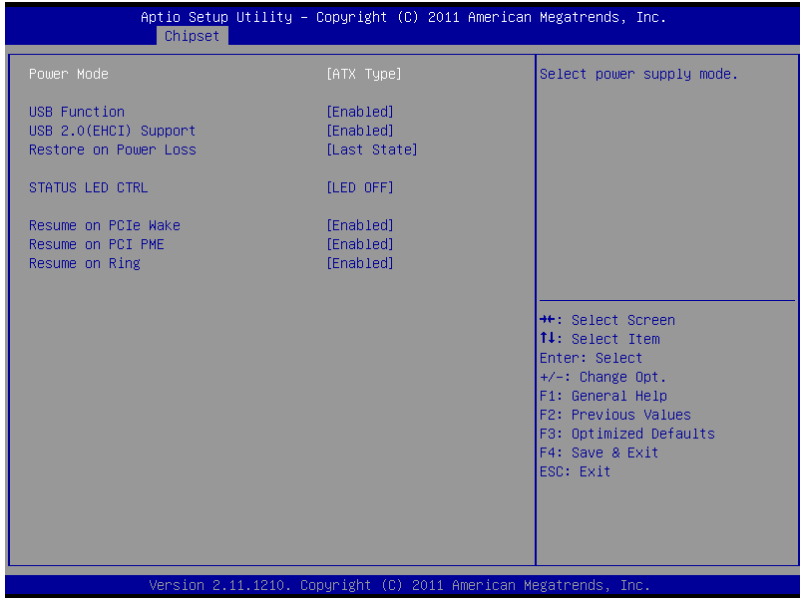 Aptio Setup Utility – Copyright (C) 2011 American Megatrends, Inc.
Chipset
Power Mode [ATX Type]
USB Function [Enabled]
USB 2.0(EHCI) Support [Enabled]
Restore on Power Loss [Last State]
STATUS LED CTRL [LED OFF]
Resume on PCIe Wake [Enabled]
Resume on PCI PME [Enabled]
Resume on Ring [Enabled]
Select power supply mode.
→←: Select Screen
↑↓: Select Item
Enter: Select
+/-: Change Opt.
F1: General Help
F2: Previous Values
F3: Optimized Defaults
F4: Save & Exit
ESC: Exit
Version 2.11.1210. Copyright (C) 2011 American Megatrends, Inc.